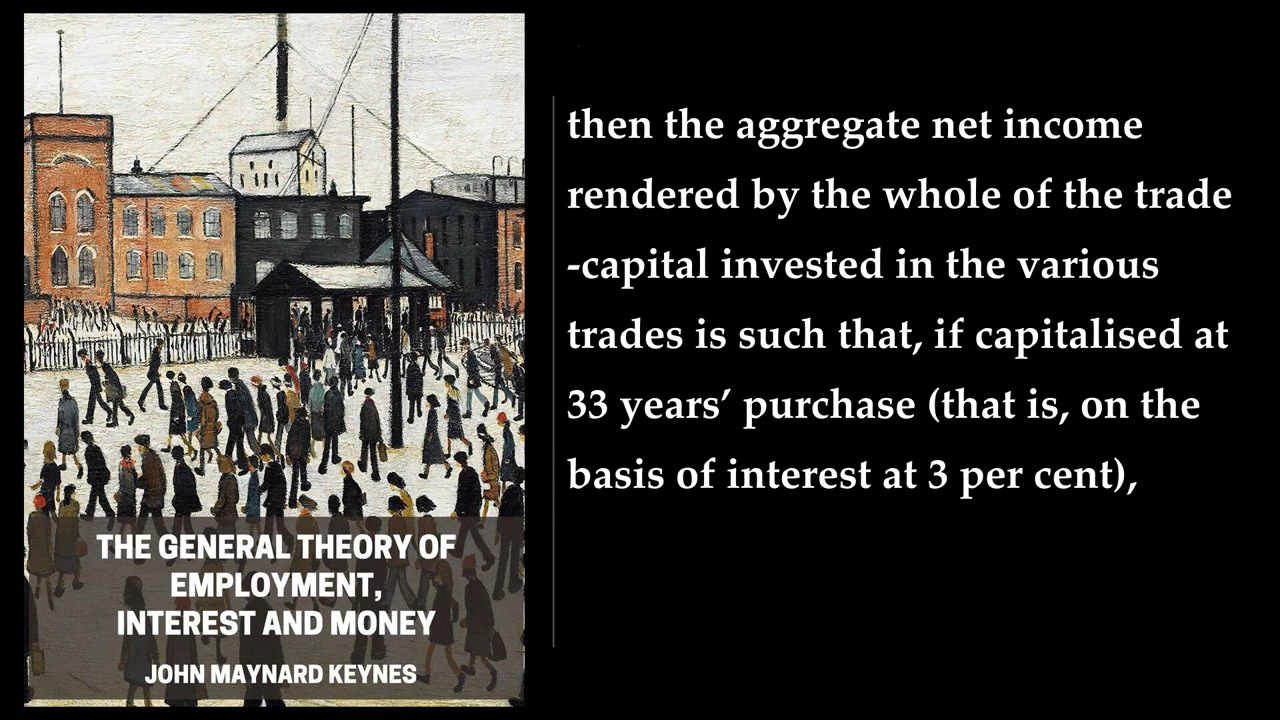 THE GENERAL THEORY OF
EMPLOYMENT,
INTEREST AND MONEY
JOHN MAYNARD KEYNES
then the aggregate net income
rendered by the whole of the trade
-capital invested in the various
trades is such that, if capitalised at
33 years’ purchase (that is, on the
basis of interest at 3 per cent),